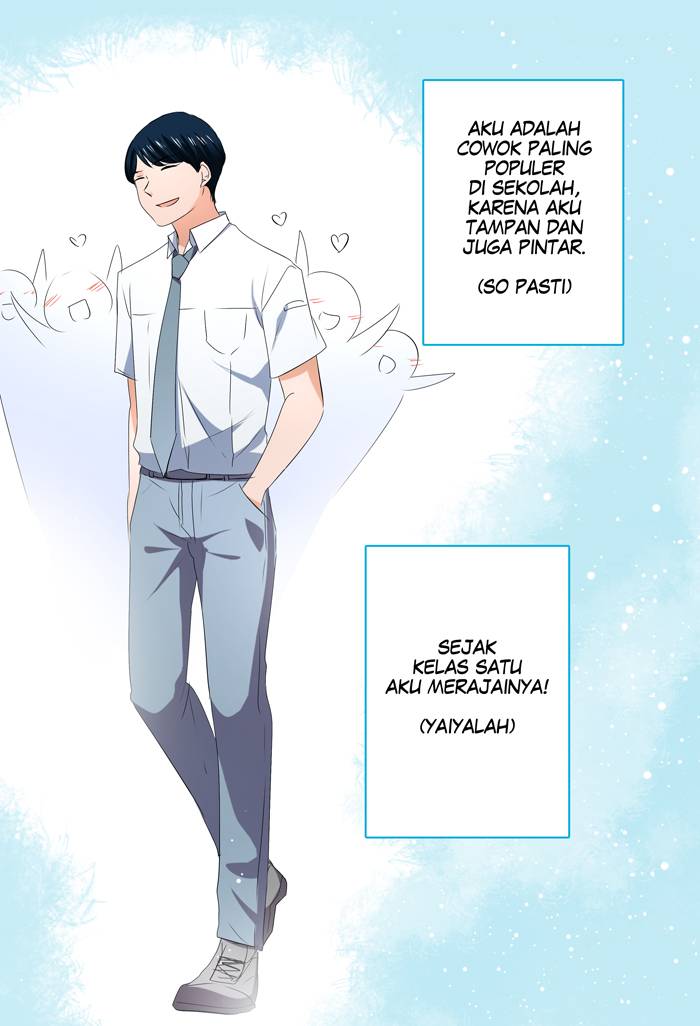 AKU ADALAH
COWOK PALING
POPULER
DI SEKOLAH,
KARENA AKU
TAMPAN DAN
JUGA PINTAR.
(SO PASTI)
SEJAK
KELAS SATU
AKU MERAJAINYA!
(YAIYALAH)